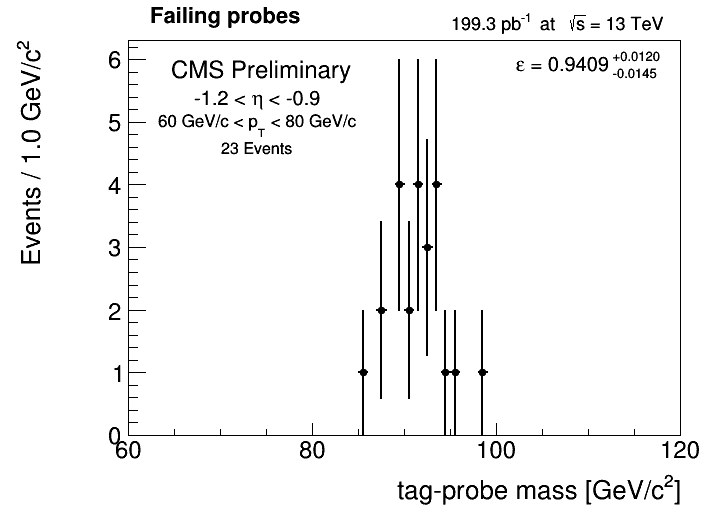 Failing probes
199.3 pb⁻¹ at √s = 13 TeV
CMS Preliminary
-1.2 < η < -0.9
60 GeV/c < p_T < 80 GeV/c
23 Events
ε = 0.9409 +0.0120 -0.0145
Events / 1.0 GeV/c²
6
5
4
3
2
1
0
60 80 100 120
tag-probe mass [GeV/c²]